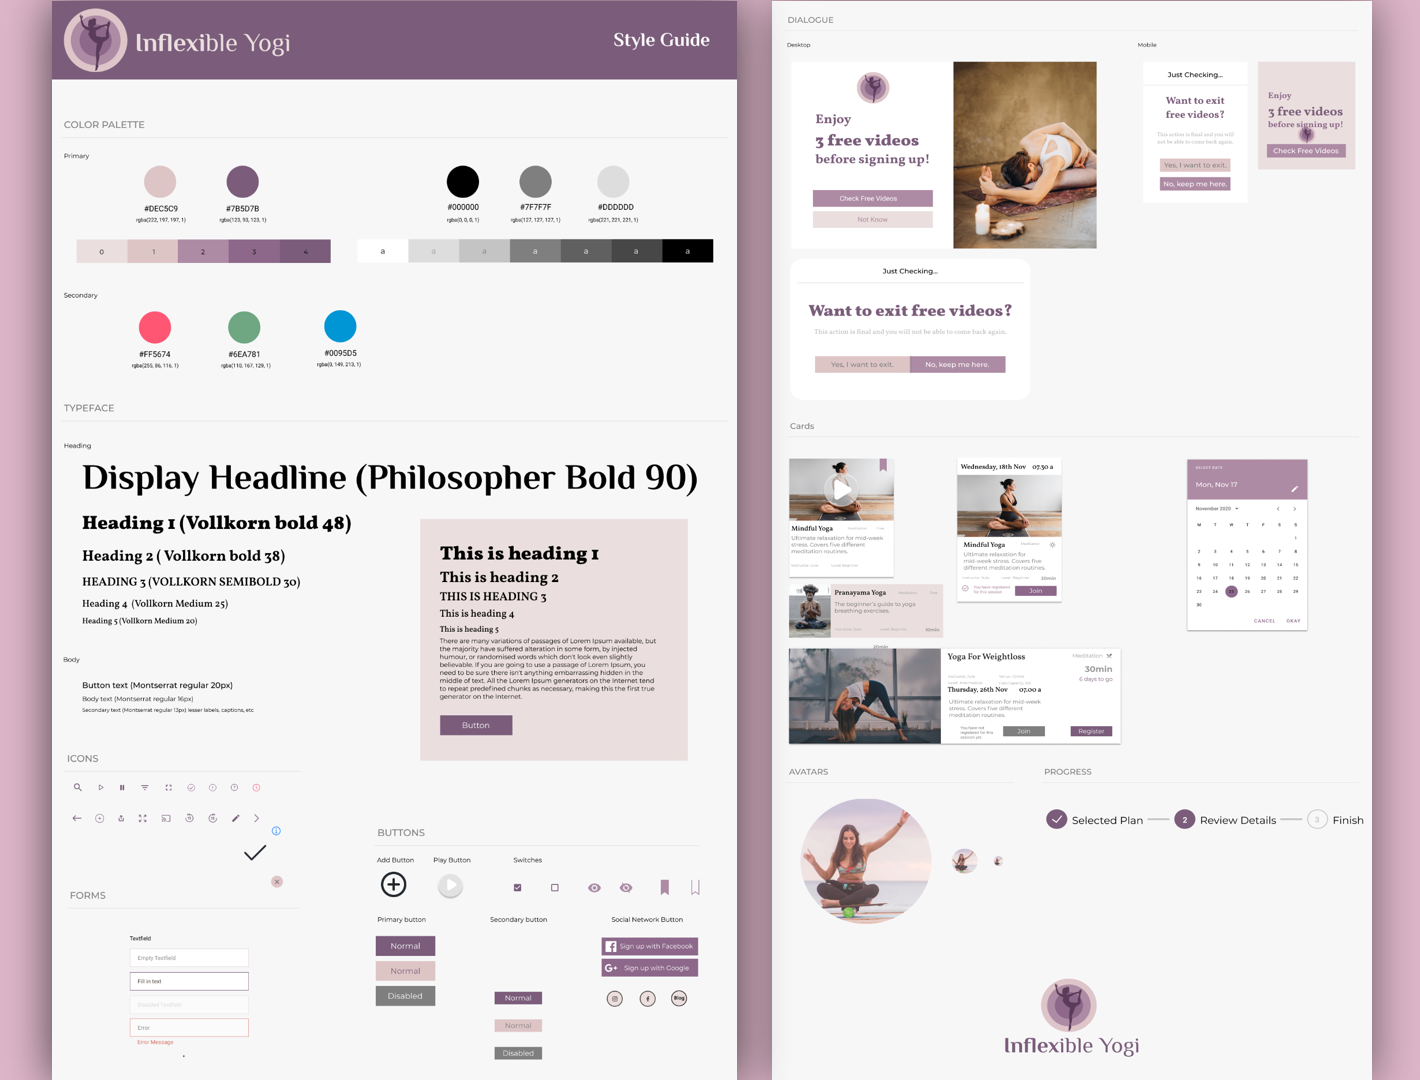 Inflexible Yogi
Style Guide
COLOR PALETTE
Primary
#DEC5C9
rgba(222, 197, 197, 1)
#7B5D7B
rgba(123, 93, 123, 1)
#000000
rgba(0, 0, 0, 1)
#7F7F7F
rgba(127, 127, 127, 1)
#DDDDDD
rgba(221, 221, 221, 1)
0 1 2 3 4
a a a a a a a
Secondary
#FF5674
rgba(255, 86, 116, 1)
#6EA781
rgba(110, 167, 129, 1)
#0095D5
rgba(0, 149, 213, 1)
TYPEFACE
Heading
Display Headline (Philosopher Bold 90)
Heading 1 (Vollkorn bold 48)
Heading 2 ( Vollkorn bold 38)
HEADING 3 (VOLLKORN SEMIBOLD 30)
Heading 4 (Vollkorn Medium 25)
Heading 5 (Vollkorn Medium 20)
This is heading 1
This is heading 2
THIS IS HEADING 3
This is heading 4
This is heading 5
There are many variations of passages of Lorem Ipsum available, but
the majority have suffered alteration in some form, by injected
humour, or randomised words which don't look even slightly
believable. If you are going to use a passage of Lorem Ipsum, you
need to be sure there isn't anything embarrassing hidden in the
middle of text. All the Lorem Ipsum generators on the Internet tend
to repeat predefined chunks as necessary, making this the first true
generator on the Internet.
Button
Body
Button text (Montserrat regular 20px)
Body text (Montserrat regular 16px)
Secondary text (Montserrat regular 13px) lesser labels, captions, etc
ICONS
FORMS
Textfield
Empty Textfield
Fill in text
Disabled Textfield
Error
Error Message
BUTTONS
Add Button
Play Button
Switches
Primary button
Normal
Normal
Disabled
Secondary button
Normal
Normal
Disabled
Social Network Button
Sign up with Facebook
Sign up with Google
Blog
DIALOGUE
Desktop
Enjoy
3 free videos
before signing up!
Check Free Videos
Not Know
Just Checking...
Want to exit free videos?
This action is final and you will not be able to come back again.
Yes, I want to exit.
No, keep me here.
Mobile
Just Checking...
Want to exit
free videos?
This action is final and you will
not be able to come back again.
Yes, I want to exit.
No, keep me here.
Enjoy
3 free videos
before signing up!
Check Free Videos
Cards
Mindful Yoga Meditation Free
Ultimate relaxation for mid-week
stress. Covers five different
meditation routines.
Pranayama Yoga Meditation Free
The beginner's guide to yoga
breathing exercises.
30min
30min
Wednesday, 18th Nov 07.30 a
Mindful Yoga Meditation
Ultimate relaxation for
mid-week stress. Covers five
different meditation routines.
30min
You have registered
for this session
Join
Yoga For Weightloss
Meditation
30min
6 days to go
Thursday, 26th Nov 07.00 a
Ultimate relaxation for mid-week
stress. Covers five different
meditation routines.
You have not
registered for this
session yet
Join
Register
SELECT DATE
Mon, Nov 17
November 2020
M T W T F S S
1
2 3 4 5 6 7 8
9 10 11 12 13 14 15
16 17 18 19 20 21 22
23 24 25 26 27 28 29
30
CANCEL OKAY
AVATARS
PROGRESS
Selected Plan
2 Review Details
3 Finish
Inflexible Yogi